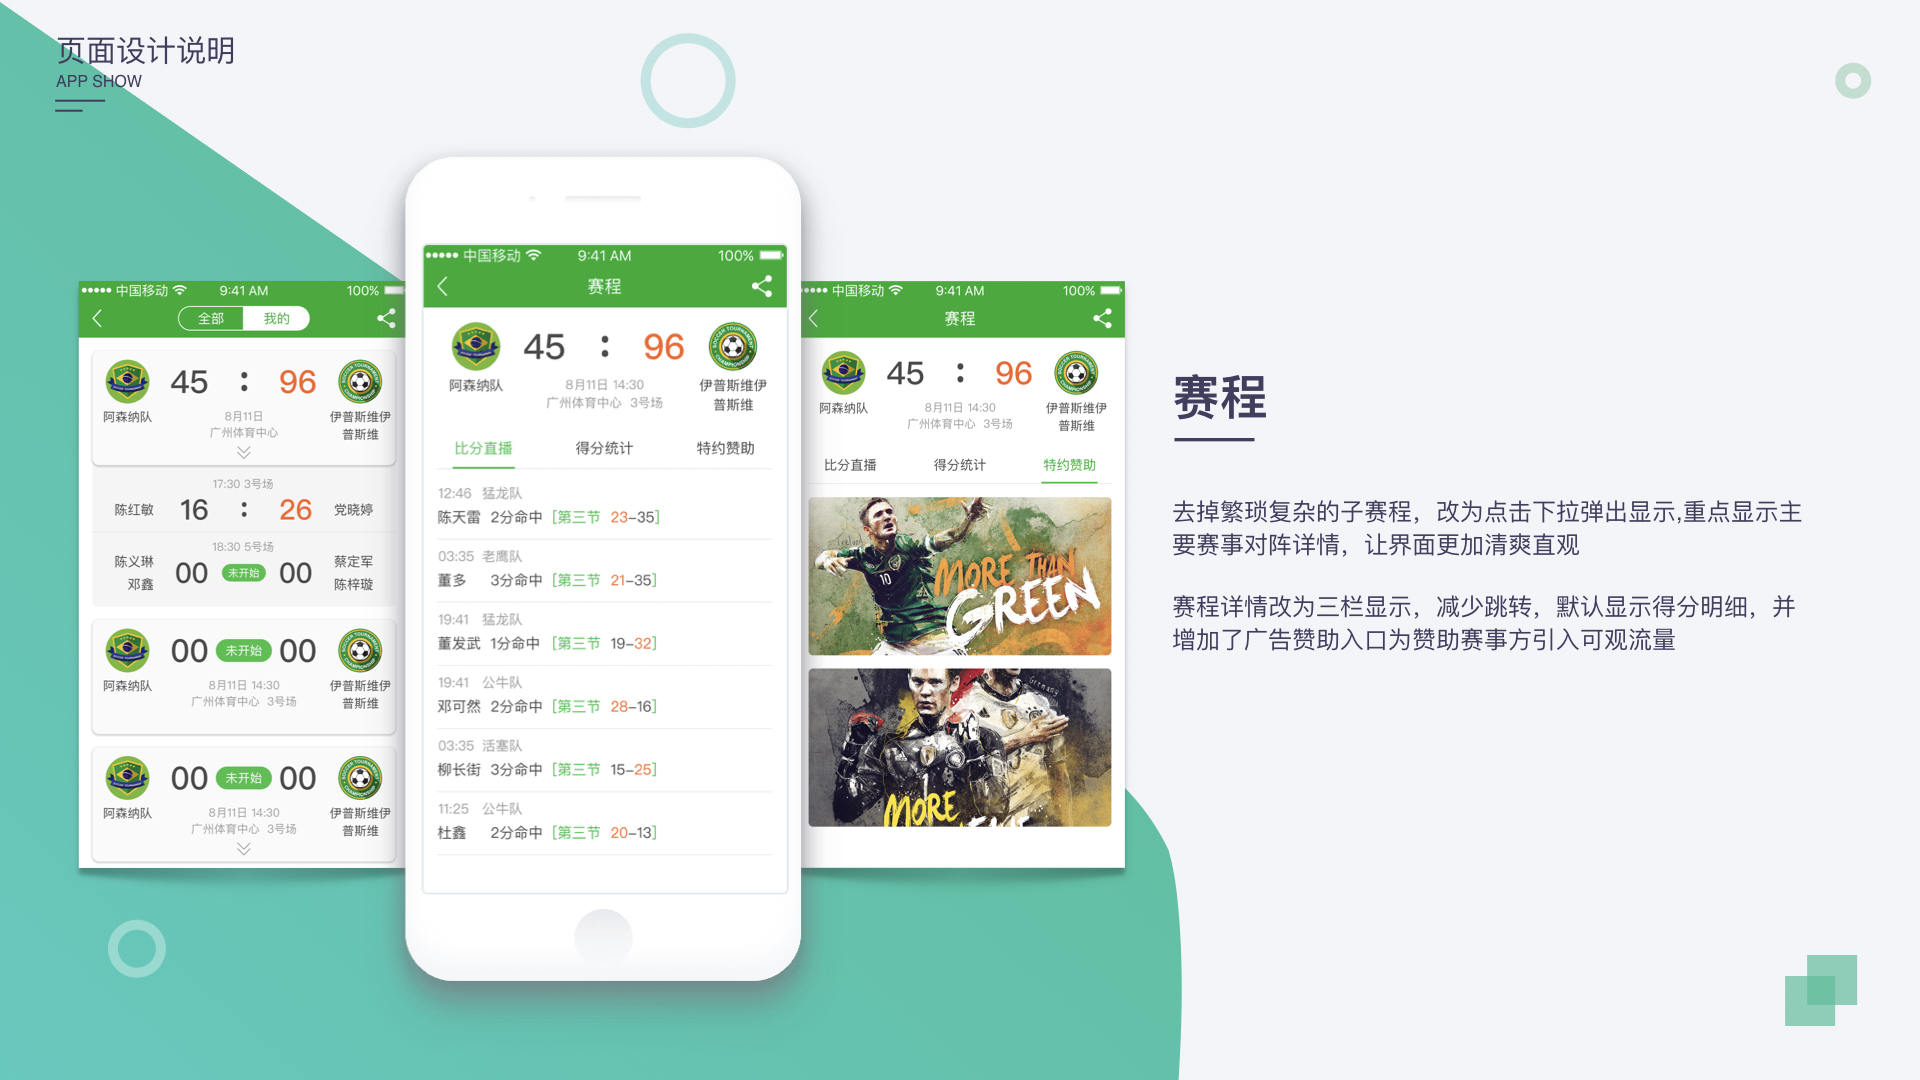 页面设计说明
APP SHOW
中国移动 9:41 AM 100%
全部 我的
45 : 96
阿森纳队
8月11日
广州体育中心
伊普斯维伊
普斯维
17:30 3号场
陈红敏 16 : 26 党晓婷
18:30 5号场
陈义琳
邓鑫
00 未开始 00
蔡定军
陈梓璇
00 未开始 00
阿森纳队
8月11日 14:30
广州体育中心 3号场
伊普斯维伊
普斯维
00 未开始 00
阿森纳队
8月11日 14:30
广州体育中心 3号场
伊普斯维伊
普斯维
中国移动 9:41 AM 100%
赛程
45 : 96
阿森纳队
8月11日 14:30
广州体育中心 3号场
伊普斯维伊
普斯维
比分直播 得分统计 特约赞助
12:46 猛龙队
陈天雷 2分命中 [第三节 23-35]
03:35 老鹰队
董多 3分命中 [第三节 21-35]
19:41 猛龙队
董发武 1分命中 [第三节 19-32]
19:41 公牛队
邓可然 2分命中 [第三节 28-16]
03:35 活塞队
柳长街 3分命中 [第三节 15-25]
11:25 公牛队
杜鑫 2分命中 [第三节 20-13]
中国移动 9:41 AM 100%
赛程
45 : 96
阿森纳队
8月11日 14:30
广州体育中心 3号场
伊普斯维伊
普斯维
比分直播 得分统计 特约赞助
Ireland
10
MORE THAN
GREEN
Germany
1
MORE
赛程
去掉繁琐复杂的子赛程，改为点击下拉弹出显示,重点显示主
要赛事对阵详情，让界面更加清爽直观
赛程详情改为三栏显示，减少跳转，默认显示得分明细，并
增加了广告赞助入口为赞助赛事方引入可观流量